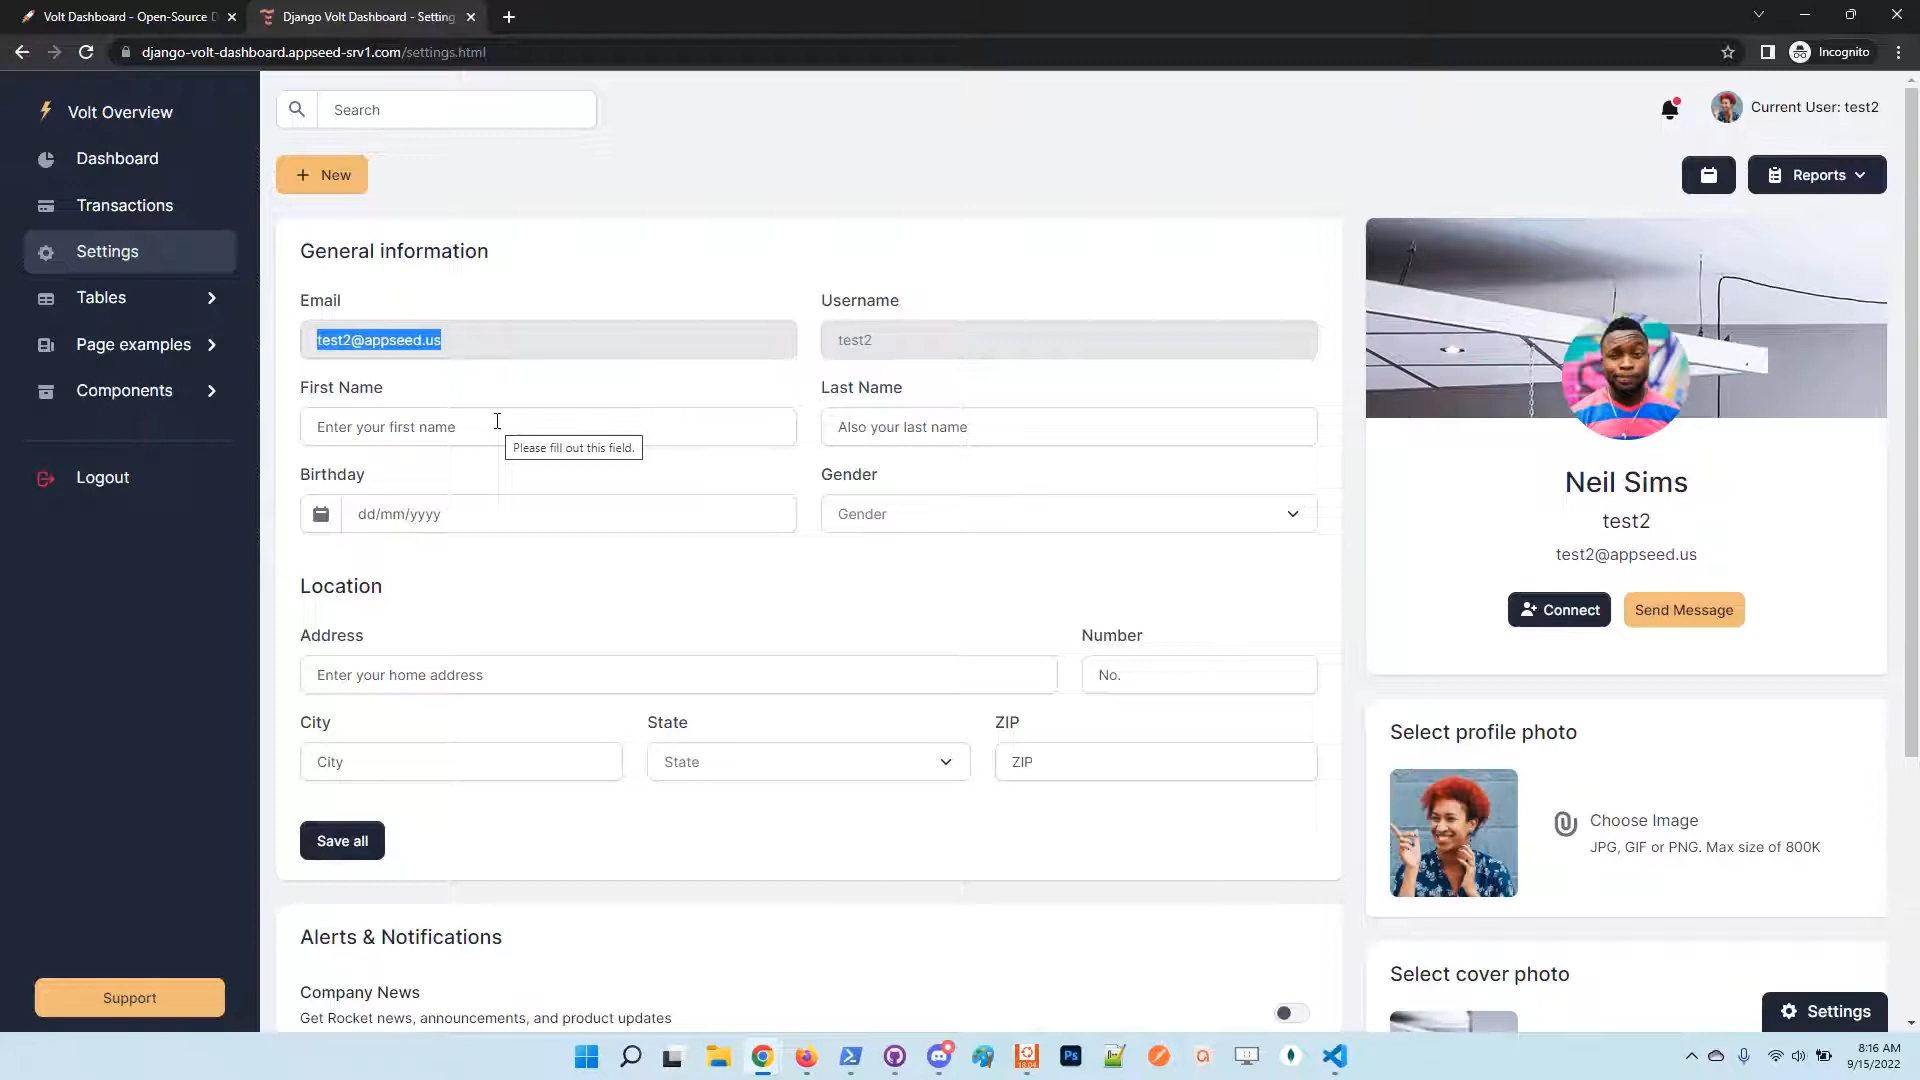 Volt Dashboard - Open-Source D
Django Volt Dashboard - Setting
django-volt-dashboard.appseed-srv1.com/settings.html
Incognito
Volt Overview
Dashboard
Transactions
Settings
Tables
Page examples
Components
Logout
Support
Search
Current User: test2
New
Reports
General information
Email
Username
test2@appseed.us
test2
First Name
Last Name
Enter your first name
Also your last name
Please fill out this field.
Birthday
Gender
dd/mm/yyyy
Gender
Location
Address
Number
Enter your home address
No.
City
State
ZIP
City
State
ZIP
Save all
Alerts & Notifications
Company News
Get Rocket news, announcements, and product updates
Neil Sims
test2
test2@appseed.us
Connect
Send Message
Select profile photo
Choose Image
JPG, GIF or PNG. Max size of 800K
Select cover photo
Settings
Ps
18.04
8:16 AM
9/15/2022